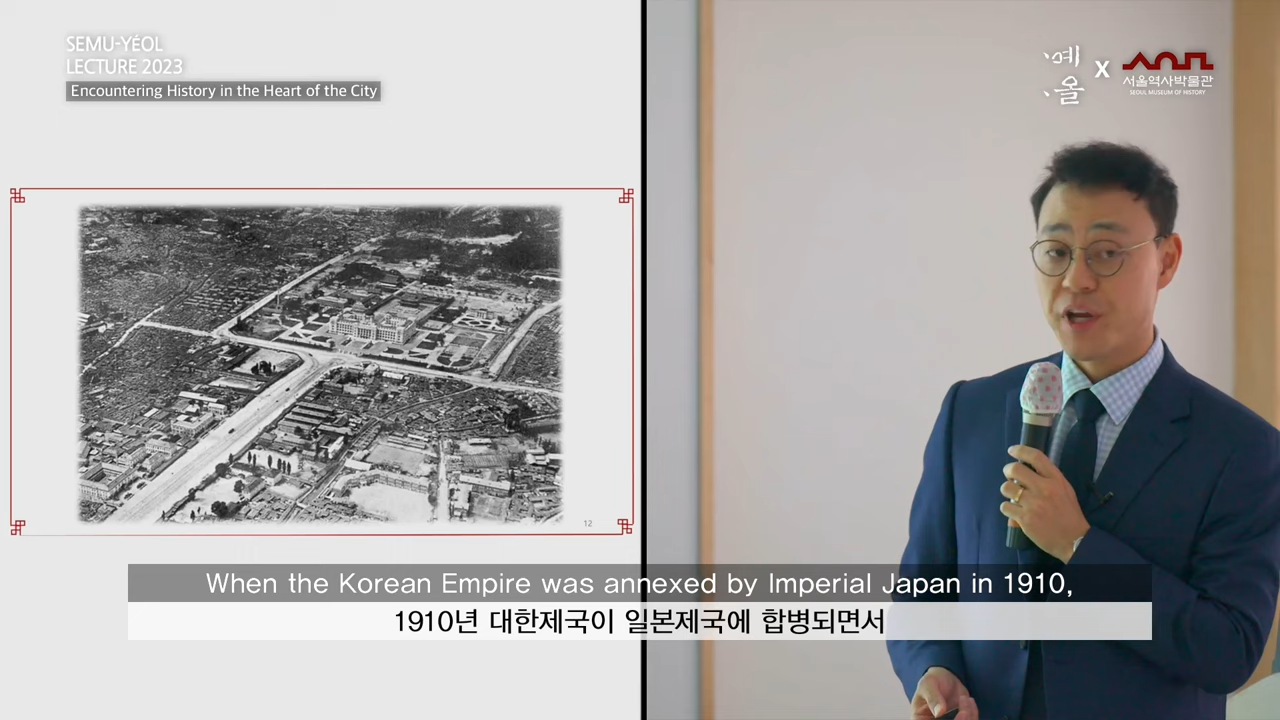 SEMU-YÉOL
LECTURE 2023
Encountering History in the Heart of the City
예올
X
서울역사박물관
SEOUL MUSEUM OF HISTORY
12
When the Korean Empire was annexed by Imperial Japan in 1910,
1910년 대한제국이 일본제국에 합병되면서